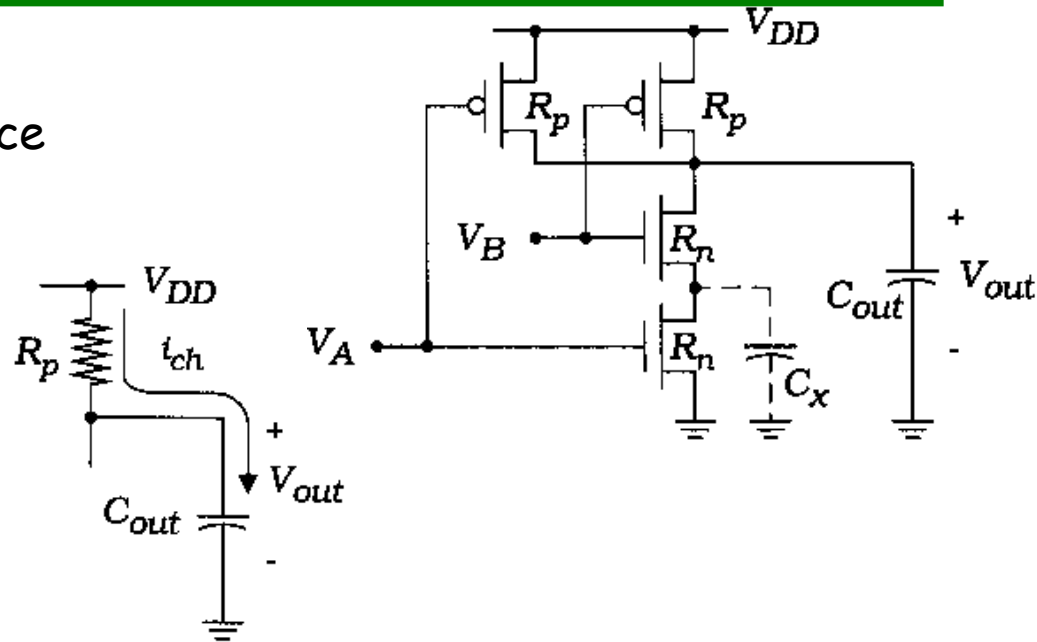 ce
V_DD
R_p
R_p
V_B
R_n
V_A
R_n
C_x
C_out
+
V_out
-
V_DD
R_p
i_ch
+
V_out
C_out
-